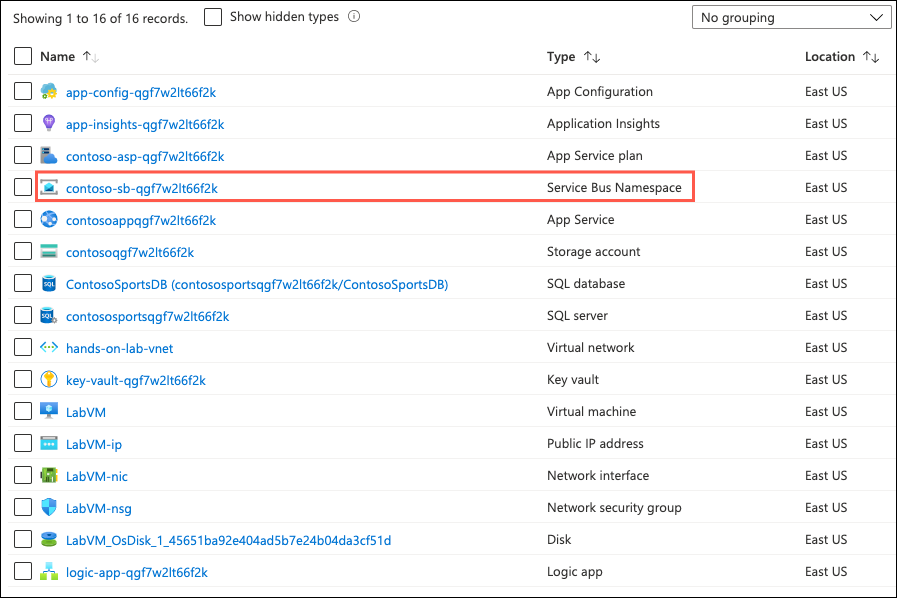 Showing 1 to 16 of 16 records. Show hidden types No grouping
Name Type Location
app-config-qgf7w2lt66f2k App Configuration East US
app-insights-qgf7w2lt66f2k Application Insights East US
contoso-asp-qgf7w2lt66f2k App Service plan East US
contoso-sb-qgf7w2lt66f2k Service Bus Namespace East US
contosoappqgf7w2lt66f2k App Service East US
contosoqgf7w2lt66f2k Storage account East US
ContosoSportsDB (contososportsqgf7w2lt66f2k/ContosoSportsDB) SQL database East US
contososportsqgf7w2lt66f2k SQL server East US
hands-on-lab-vnet Virtual network East US
key-vault-qgf7w2lt66f2k Key vault East US
LabVM Virtual machine East US
LabVM-ip Public IP address East US
LabVM-nic Network interface East US
LabVM-nsg Network security group East US
LabVM_OsDisk_1_45651ba92e404ad5b7e24b04da3cf51d Disk East US
logic-app-qgf7w2lt66f2k Logic app East US